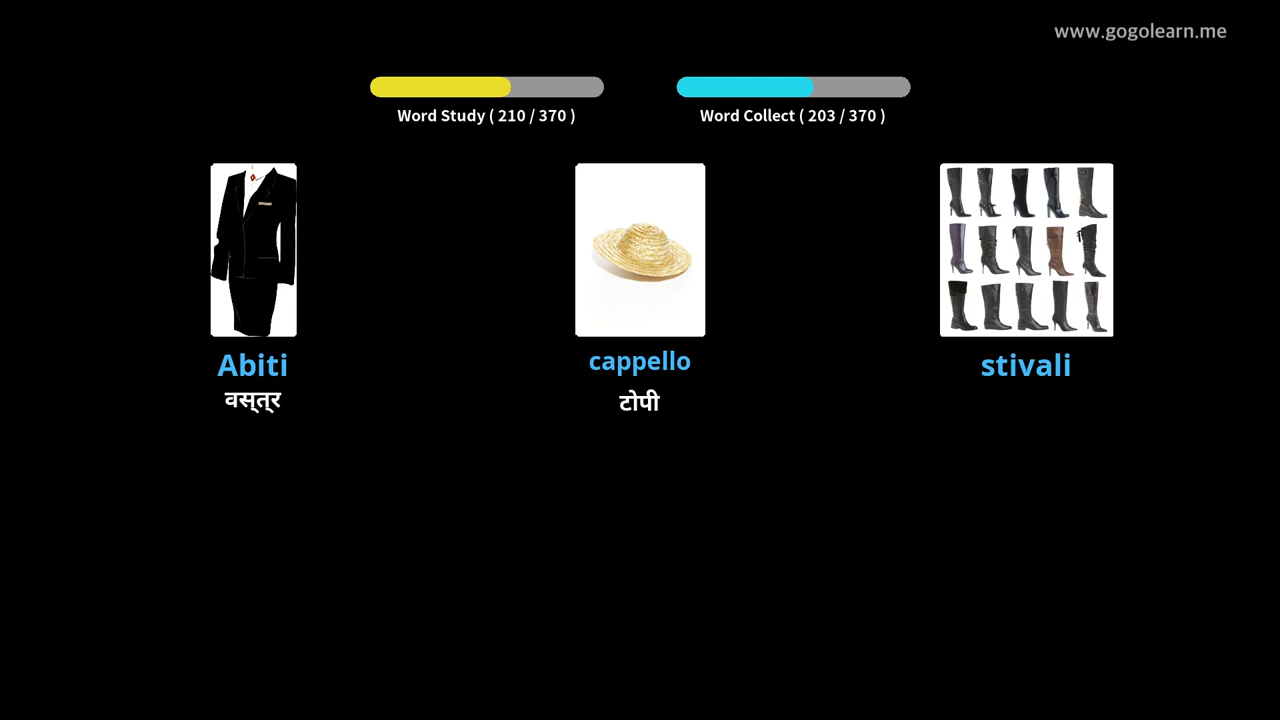 www.gogolearn.me
Word Study ( 210 / 370 )
Word Collect ( 203 / 370 )
Abiti
वस्त्र
cappello
टोपी
stivali